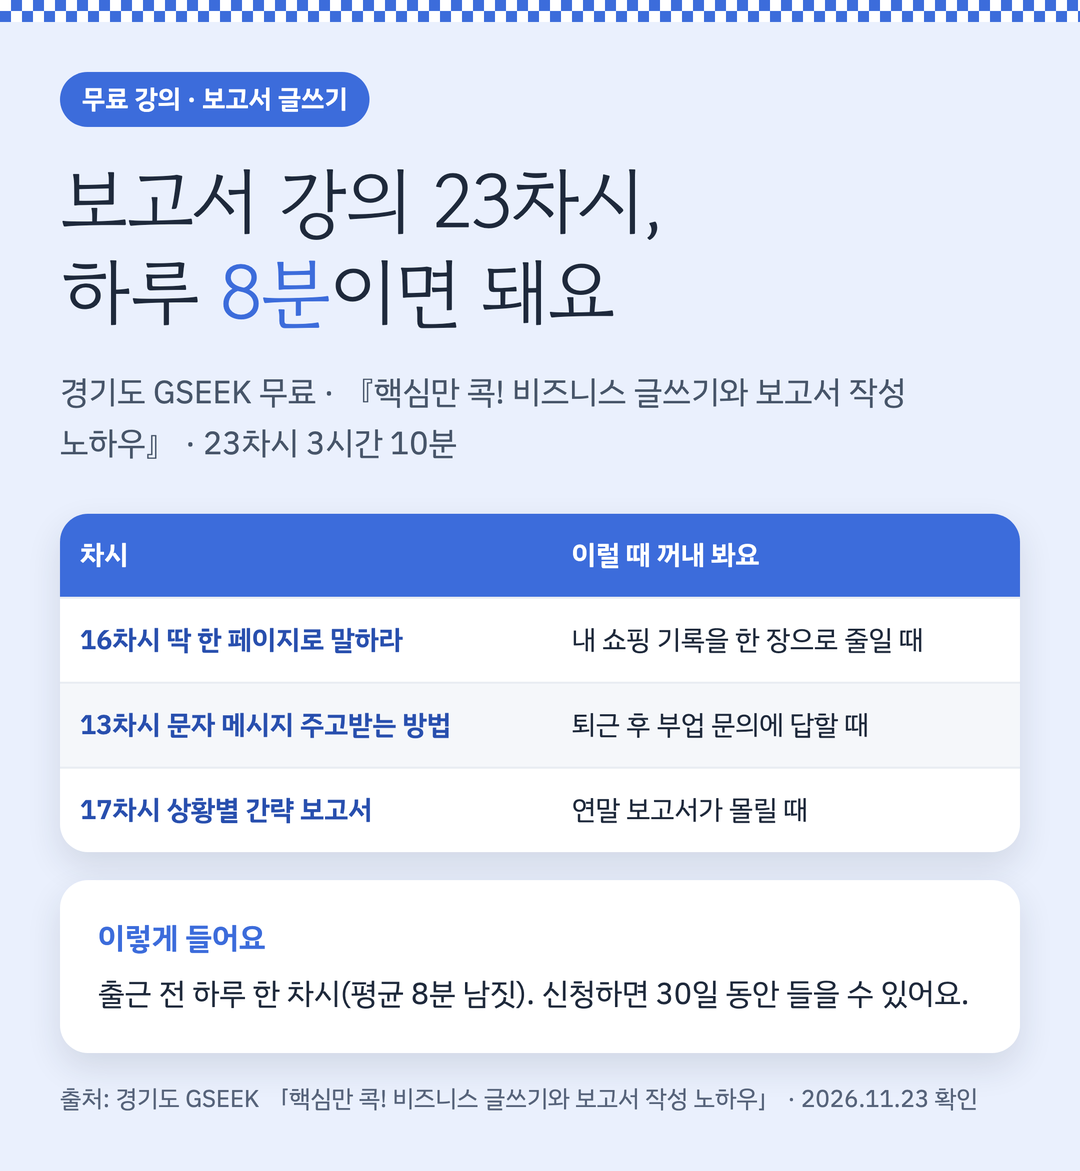 무료 강의 · 보고서 글쓰기
보고서 강의 23차시,
하루 8분이면 돼요
경기도 GSEEK 무료 · 『핵심만 콕! 비즈니스 글쓰기와 보고서 작성
노하우』 · 23차시 3시간 10분
차시 이럴 때 꺼내 봐요
16차시 딱 한 페이지로 말하라 내 쇼핑 기록을 한 장으로 줄일 때
13차시 문자 메시지 주고받는 방법 퇴근 후 부업 문의에 답할 때
17차시 상황별 간략 보고서 연말 보고서가 몰릴 때
이렇게 들어요
출근 전 하루 한 차시(평균 8분 남짓). 신청하면 30일 동안 들을 수 있어요.
출처: 경기도 GSEEK 「핵심만 콕! 비즈니스 글쓰기와 보고서 작성 노하우」 · 2026.11.23 확인